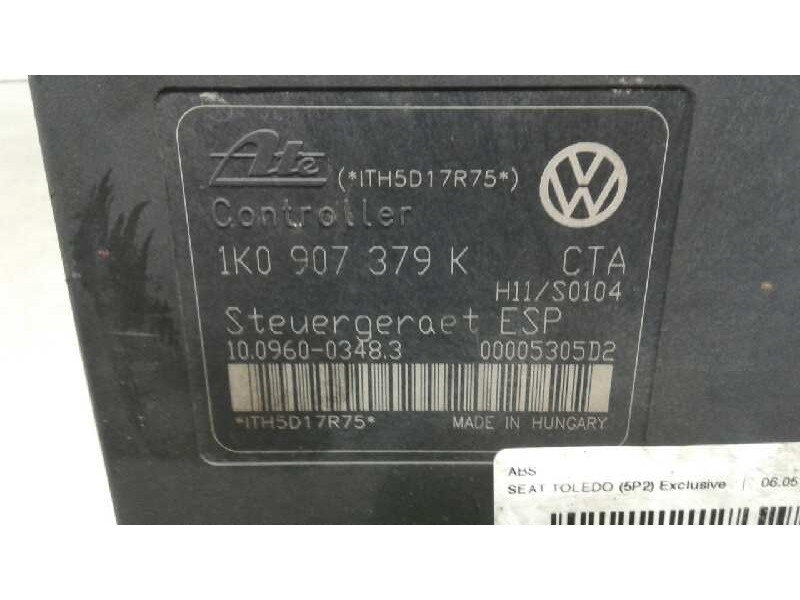 Ate (*ITH5D17R75*)
Controller
1K0 907 379 K CTA
H11/S0104
Steuergeraet ESP
10.0960-0348.3 00005305D2
*ITH5D17R75* MADE IN HUNGARY
ABS
SEAT TOLEDO (5P2) Exclusive | 06.05